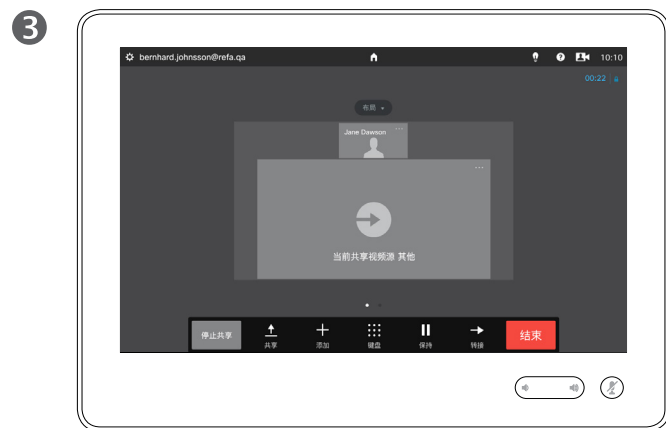 3
bernhard.johnsson@refa.qa
10:10
00:22
布局
Jane Dawson
当前共享视频源 其他
停止共享
共享
添加
键盘
保持
转接
结束